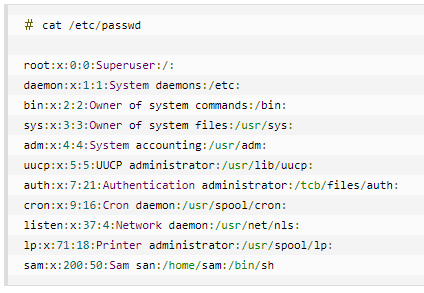 # cat /etc/passwd
root:x:0:0:Superuser:/:
daemon:x:1:1:System daemons:/etc:
bin:x:2:2:Owner of system commands:/bin:
sys:x:3:3:Owner of system files:/usr/sys:
adm:x:4:4:System accounting:/usr/adm:
uucp:x:5:5:UUCP administrator:/usr/lib/uucp:
auth:x:7:21:Authentication administrator:/tcb/files/auth:
cron:x:9:16:Cron daemon:/usr/spool/cron:
listen:x:37:4:Network daemon:/usr/net/nls:
lp:x:71:18:Printer administrator:/usr/spool/lp:
sam:x:200:50:Sam san:/home/sam:/bin/sh